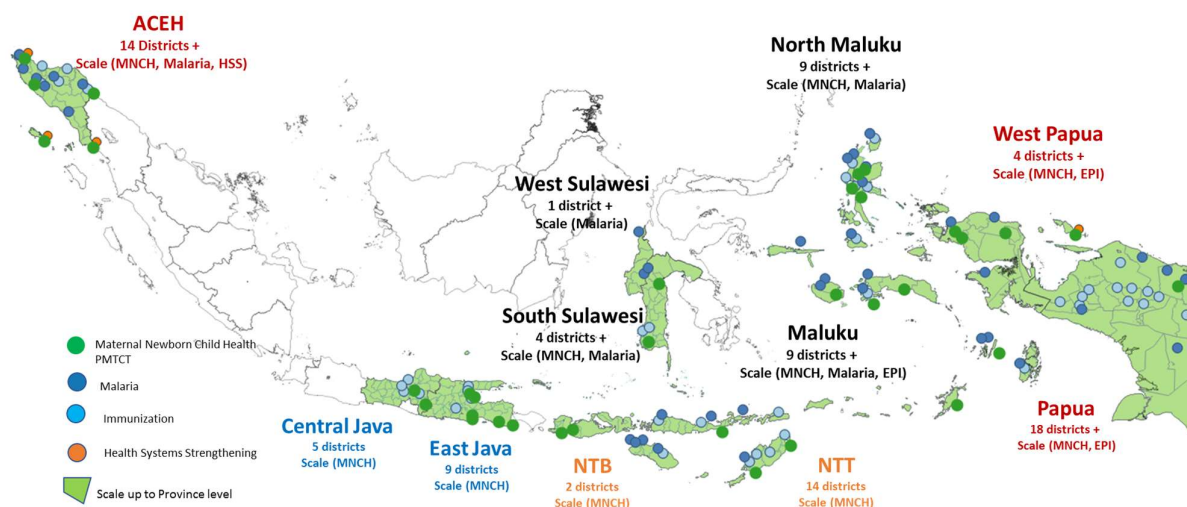 ACEH
14 Districts +
Scale (MNCH, Malaria, HSS)
North Maluku
9 districts +
Scale (MNCH, Malaria)
West Papua
4 districts +
Scale (MNCH, EPI)
West Sulawesi
1 district +
Scale (Malaria)
South Sulawesi
4 districts +
Scale (MNCH, Malaria)
Maluku
9 districts +
Scale (MNCH, Malaria, EPI)
Papua
18 districts +
Scale (MNCH, EPI)
Central Java
5 districts
Scale (MNCH)
East Java
9 districts
Scale (MNCH)
NTB
2 districts
Scale (MNCH)
NTT
14 districts
Scale (MNCH)
Maternal Newborn Child Health
PMTCT
Malaria
Immunization
Health Systems Strengthening
Scale up to Province level